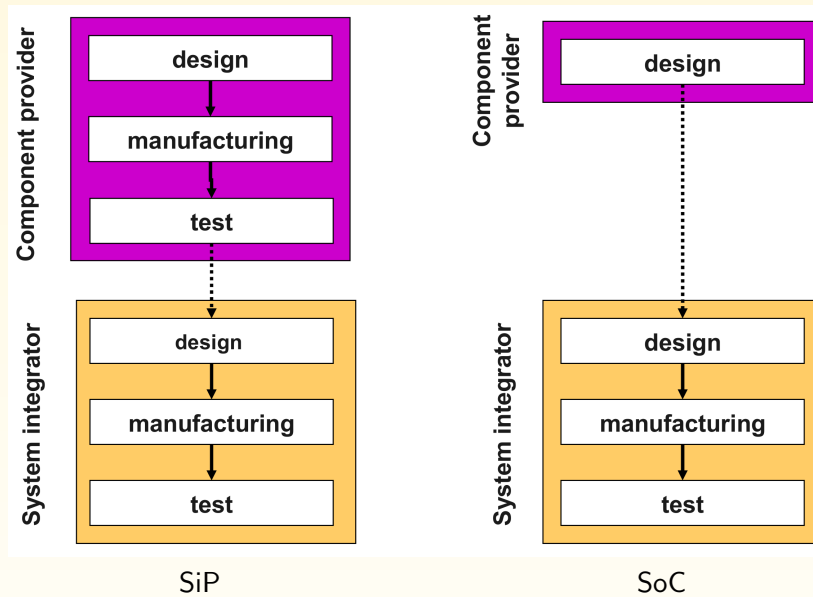 Component provider
design
manufacturing
test
System integrator
design
manufacturing
test
SiP
Component
provider
design
System integrator
design
manufacturing
test
SoC